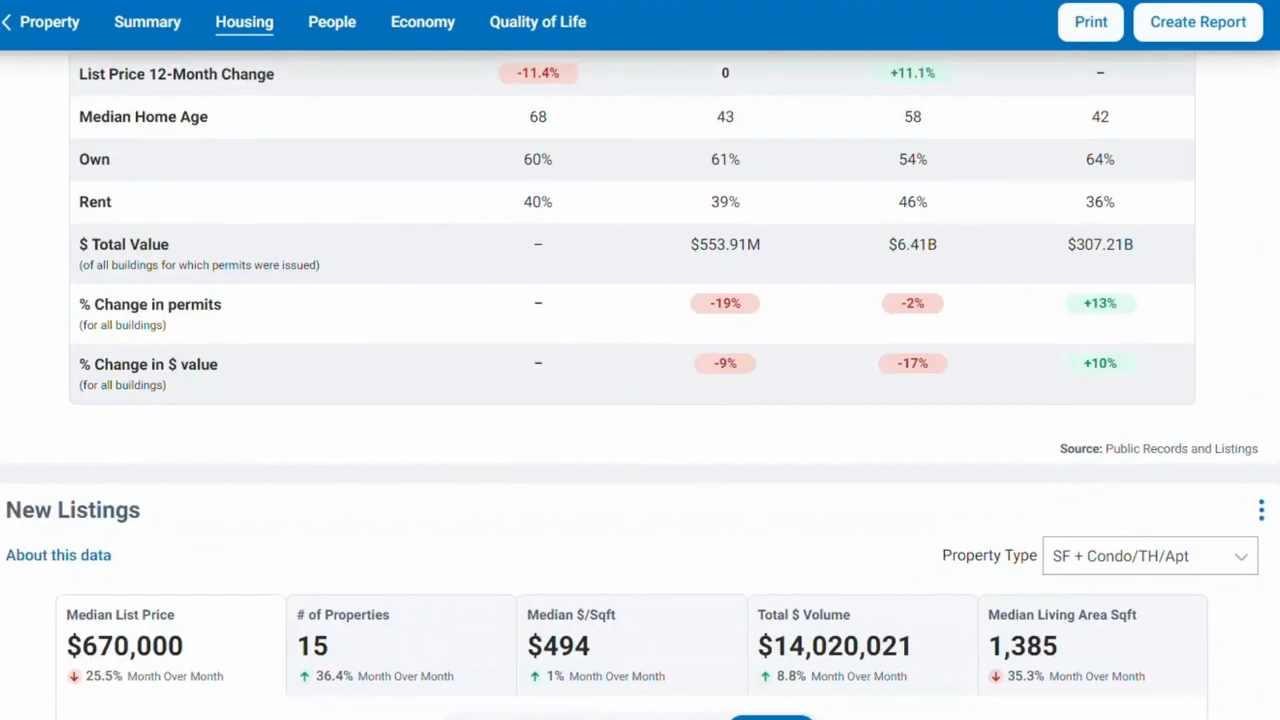 Property Summary Housing People Economy Quality of Life Print Create Report
List Price 12-Month Change -11.4% 0 +11.1% –
Median Home Age 68 43 58 42
Own 60% 61% 54% 64%
Rent 40% 39% 46% 36%
$ Total Value – $553.91M $6.41B $307.21B
(of all buildings for which permits were issued)
% Change in permits – -19% -2% +13%
(for all buildings)
% Change in $ value – -9% -17% +10%
(for all buildings)
Source: Public Records and Listings
New Listings
About this data Property Type SF + Condo/TH/Apt
Median List Price # of Properties Median $/Sqft Total $ Volume Median Living Area Sqft
$670,000 15 $494 $14,020,021 1,385
25.5% Month Over Month 36.4% Month Over Month 1% Month Over Month 8.8% Month Over Month 35.3% Month Over Month